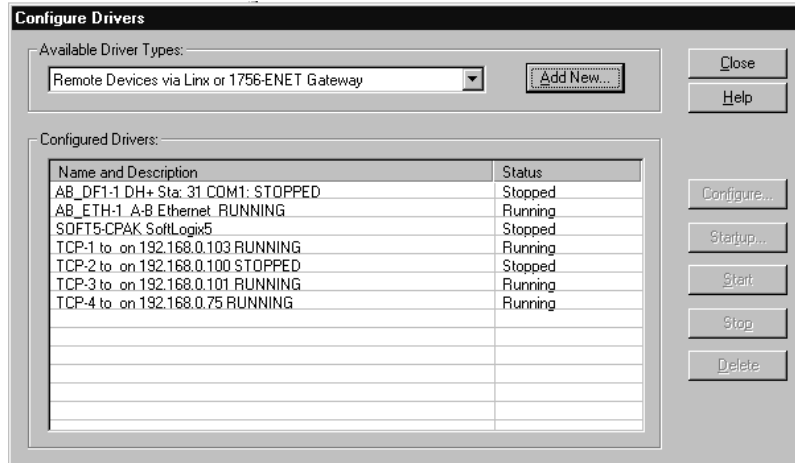 Configure Drivers
Available Driver Types:
Remote Devices via Linx or 1756-ENET Gateway
Add New...
Close
Help
Configured Drivers:
Name and Description Status
AB_DF1-1 DH+ Sta: 31 COM1: STOPPED Stopped
AB_ETH-1 A-B Ethernet RUNNING Running
SOFT5-CPAK SoftLogix5 Running
TCP-1 to on 192.168.0.103 RUNNING Running
TCP-2 to on 192.168.0.100 STOPPED Stopped
TCP-3 to on 192.168.0.101 RUNNING Running
TCP-4 to on 192.168.0.75 RUNNING Running
Configure...
Startup...
Start
Stop
Delete